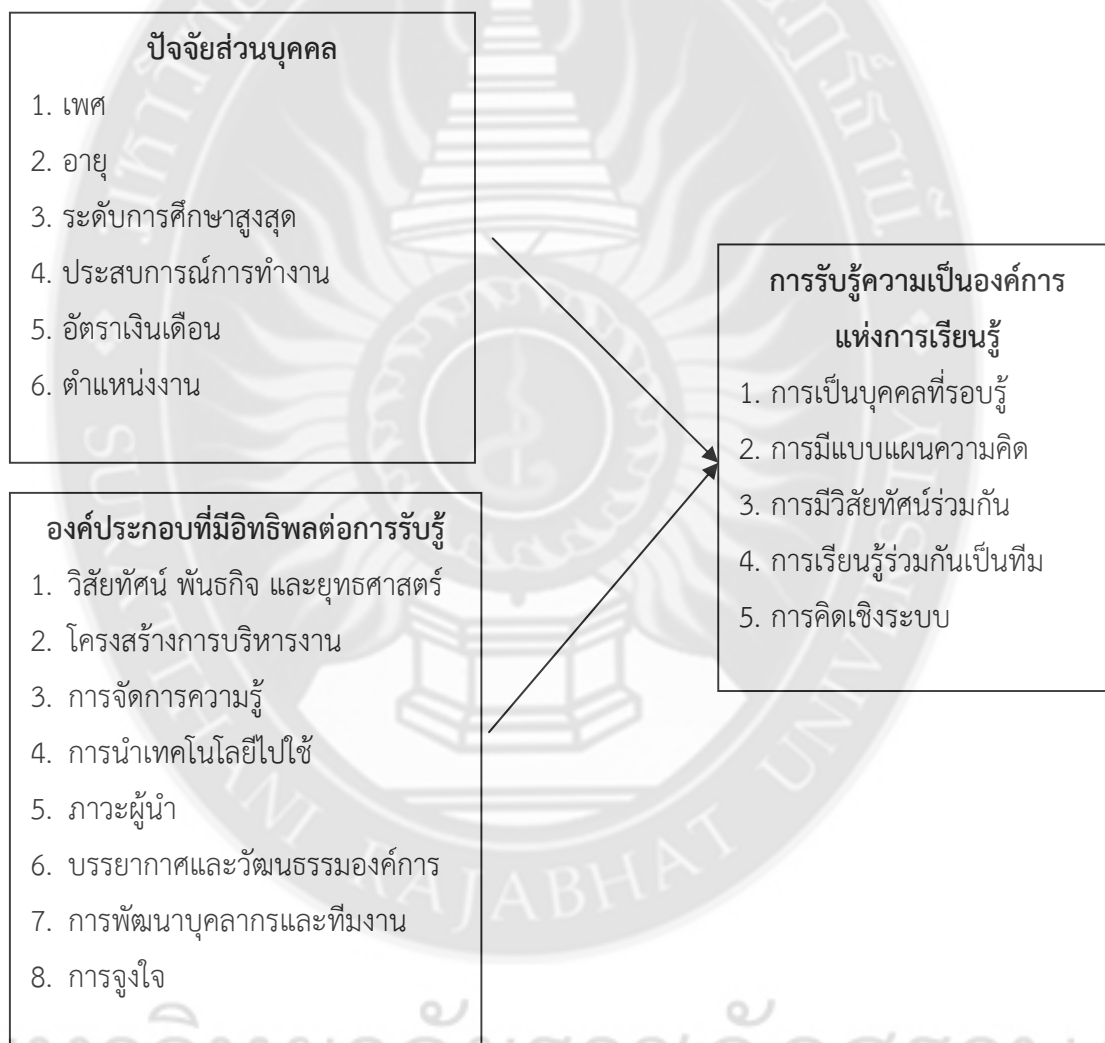 ปัจจัยส่วนบุคคล
1. เพศ
2. อายุ
3. ระดับการศึกษาสูงสุด
4. ประสบการณ์การทำงาน
5. อัตราเงินเดือน
6. ตำแหน่งงาน
องค์ประกอบที่มีอิทธิพลต่อการรับรู้
1. วิสัยทัศน์ พันธกิจ และยุทธศาสตร์
2. โครงสร้างการบริหารงาน
3. การจัดการความรู้
4. การนำเทคโนโลยีไปใช้
5. ภาวะผู้นำ
6. บรรยากาศและวัฒนธรรมองค์การ
7. การพัฒนาบุคลากรและทีมงาน
8. การจูงใจ
การรับรู้ความเป็นองค์การ
แห่งการเรียนรู้
1. การเป็นบุคคลที่รอบรู้
2. การมีแบบแผนความคิด
3. การมีวิสัยทัศน์ร่วมกัน
4. การเรียนรู้ร่วมกันเป็นทีม
5. การคิดเชิงระบบ
RAJABHAT UNIVERSITY